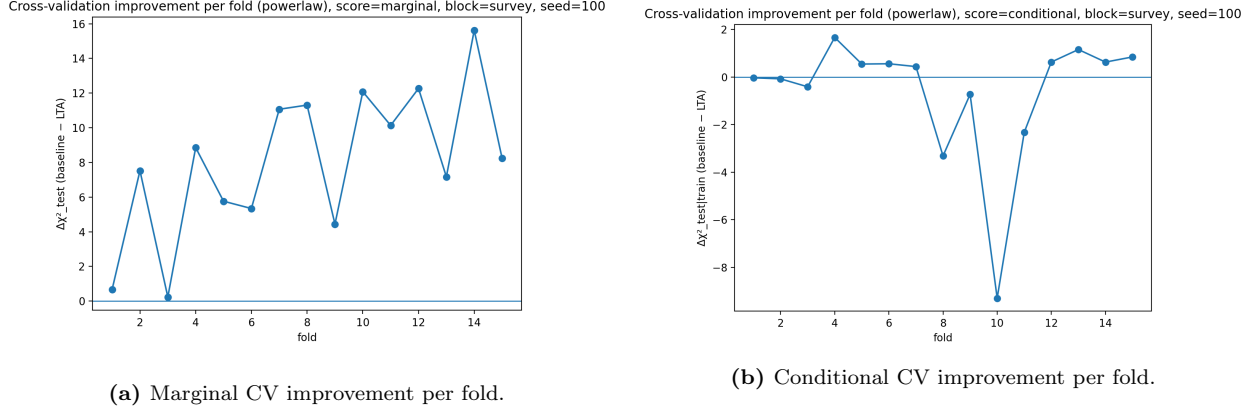 Cross-validation improvement per fold (powerlaw), score=marginal, block=survey, seed=100
16
14
12
10
8
6
4
2
0
Δχ²_test (baseline − LTA)
2 4 6 8 10 12 14
fold
(a) Marginal CV improvement per fold.
Cross-validation improvement per fold (powerlaw), score=conditional, block=survey, seed=100
2
0
−2
−4
−6
−8
Δχ²_test|train (baseline − LTA)
2 4 6 8 10 12 14
fold
(b) Conditional CV improvement per fold.